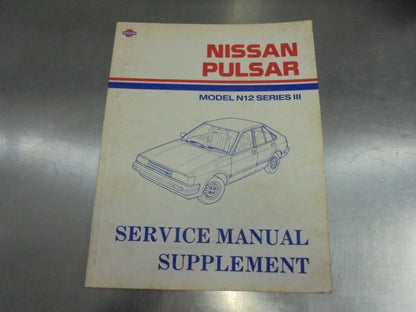 NISSAN
PULSAR
MODEL N12 SERIES III
SERVICE MANUAL
SUPPLEMENT